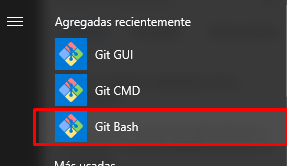 Agregadas recientemente
Git GUI
Git CMD
Git Bash
Más usadas